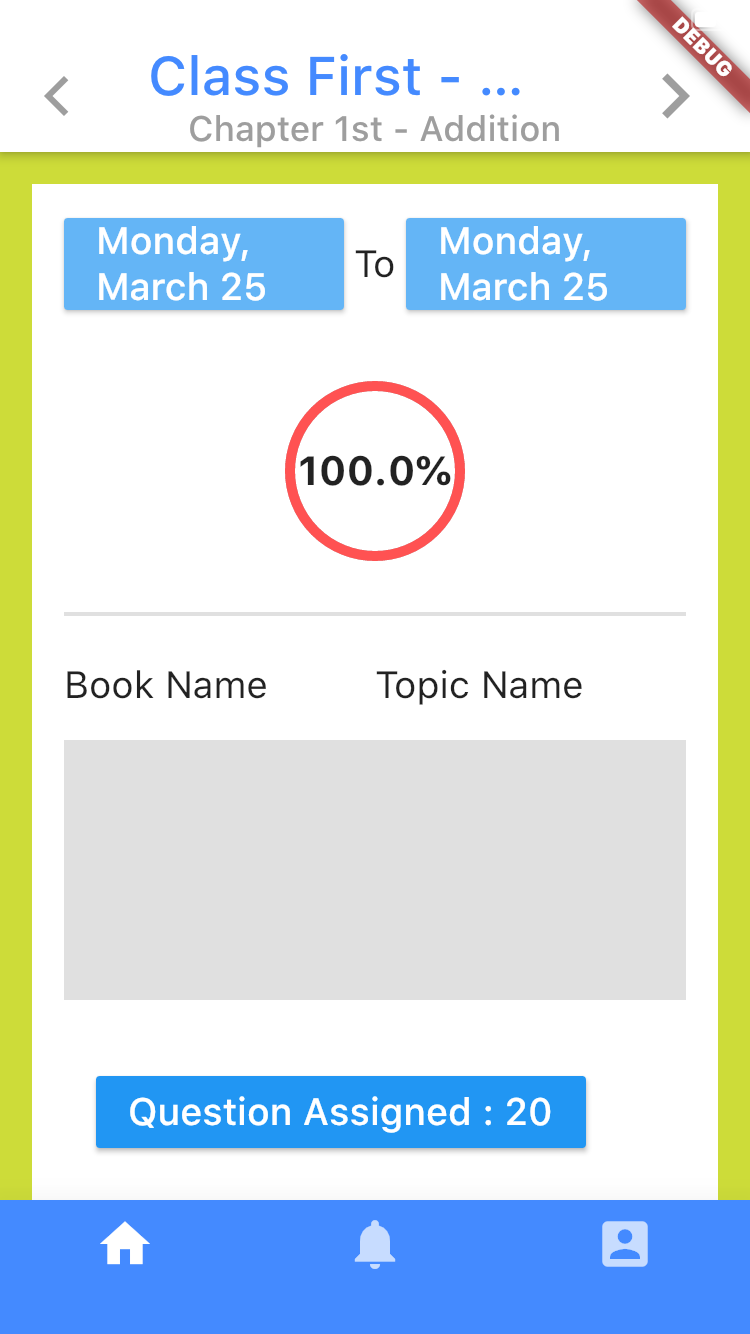 DEBUG
Class First - ...
Chapter 1st - Addition
Monday,
March 25
To
Monday,
March 25
100.0%
Book Name
Topic Name
Question Assigned : 20